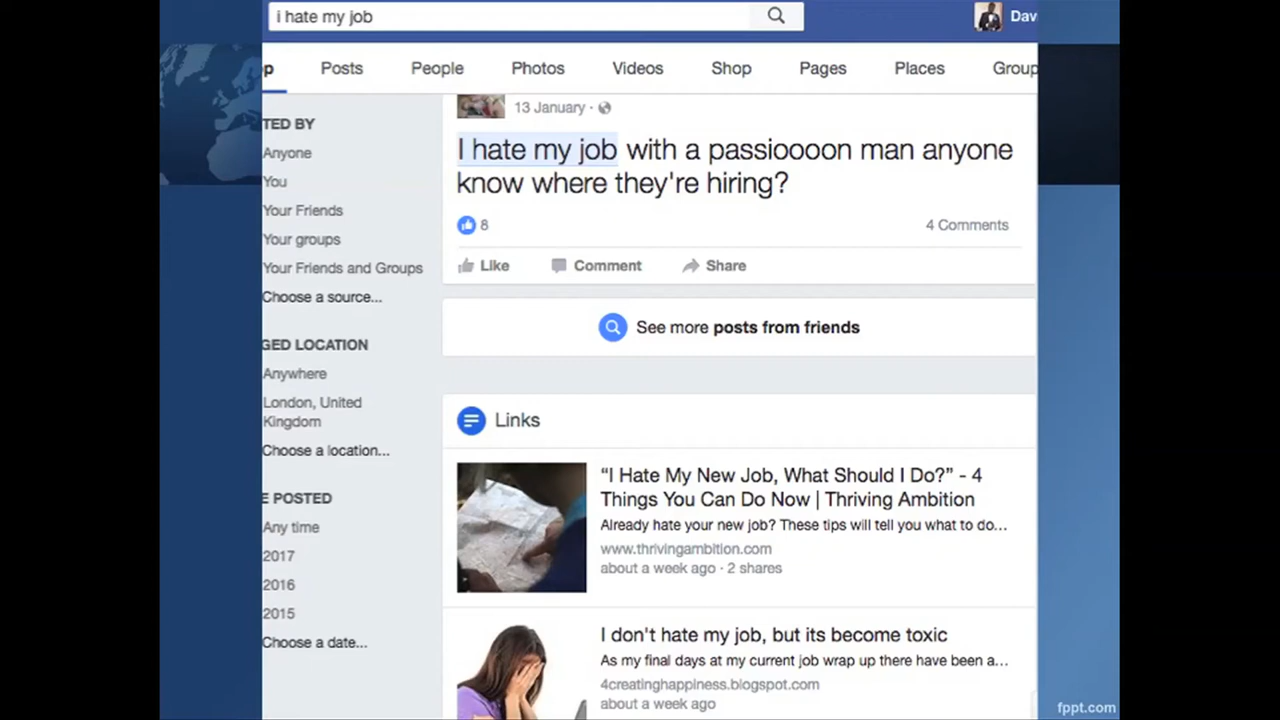 i hate my job
Dav
p
Posts
People
Photos
Videos
Shop
Pages
Places
Group
TED BY
Anyone
You
Your Friends
Your groups
Your Friends and Groups
Choose a source...
GED LOCATION
Anywhere
London, United
Kingdom
Choose a location...
E POSTED
Any time
2017
2016
2015
Choose a date...
13 January ·
I hate my job with a passioooon man anyone
know where they're hiring?
8
4 Comments
Like
Comment
Share
See more posts from friends
Links
“I Hate My New Job, What Should I Do?” - 4
Things You Can Do Now | Thriving Ambition
Already hate your new job? These tips will tell you what to do...
www.thrivingambition.com
about a week ago · 2 shares
I don't hate my job, but its become toxic
As my final days at my current job wrap up there have been a...
4creatinghappiness.blogspot.com
about a week ago
fppt.com